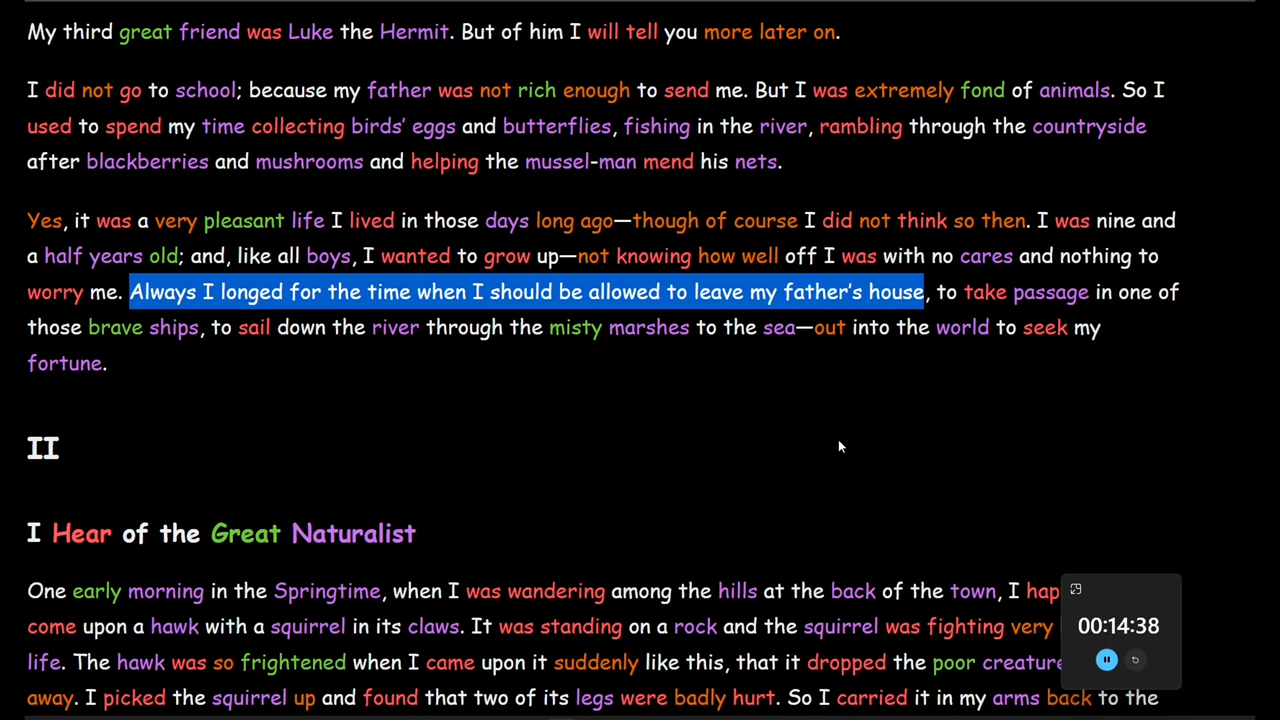 My third great friend was Luke the Hermit. But of him I will tell you more later on.
I did not go to school; because my father was not rich enough to send me. But I was extremely fond of animals. So I
used to spend my time collecting birds’ eggs and butterflies, fishing in the river, rambling through the countryside
after blackberries and mushrooms and helping the mussel-man mend his nets.
Yes, it was a very pleasant life I lived in those days long ago—though of course I did not think so then. I was nine and
a half years old; and, like all boys, I wanted to grow up—not knowing how well off I was with no cares and nothing to
worry me. Always I longed for the time when I should be allowed to leave my father’s house, to take passage in one of
those brave ships, to sail down the river through the misty marshes to the sea—out into the world to seek my
fortune.
II
I Hear of the Great Naturalist
One early morning in the Springtime, when I was wandering among the hills at the back of the town, I hap
come upon a hawk with a squirrel in its claws. It was standing on a rock and the squirrel was fighting very
life. The hawk was so frightened when I came upon it suddenly like this, that it dropped the poor creature
away. I picked the squirrel up and found that two of its legs were badly hurt. So I carried it in my arms back to the
00:14:38